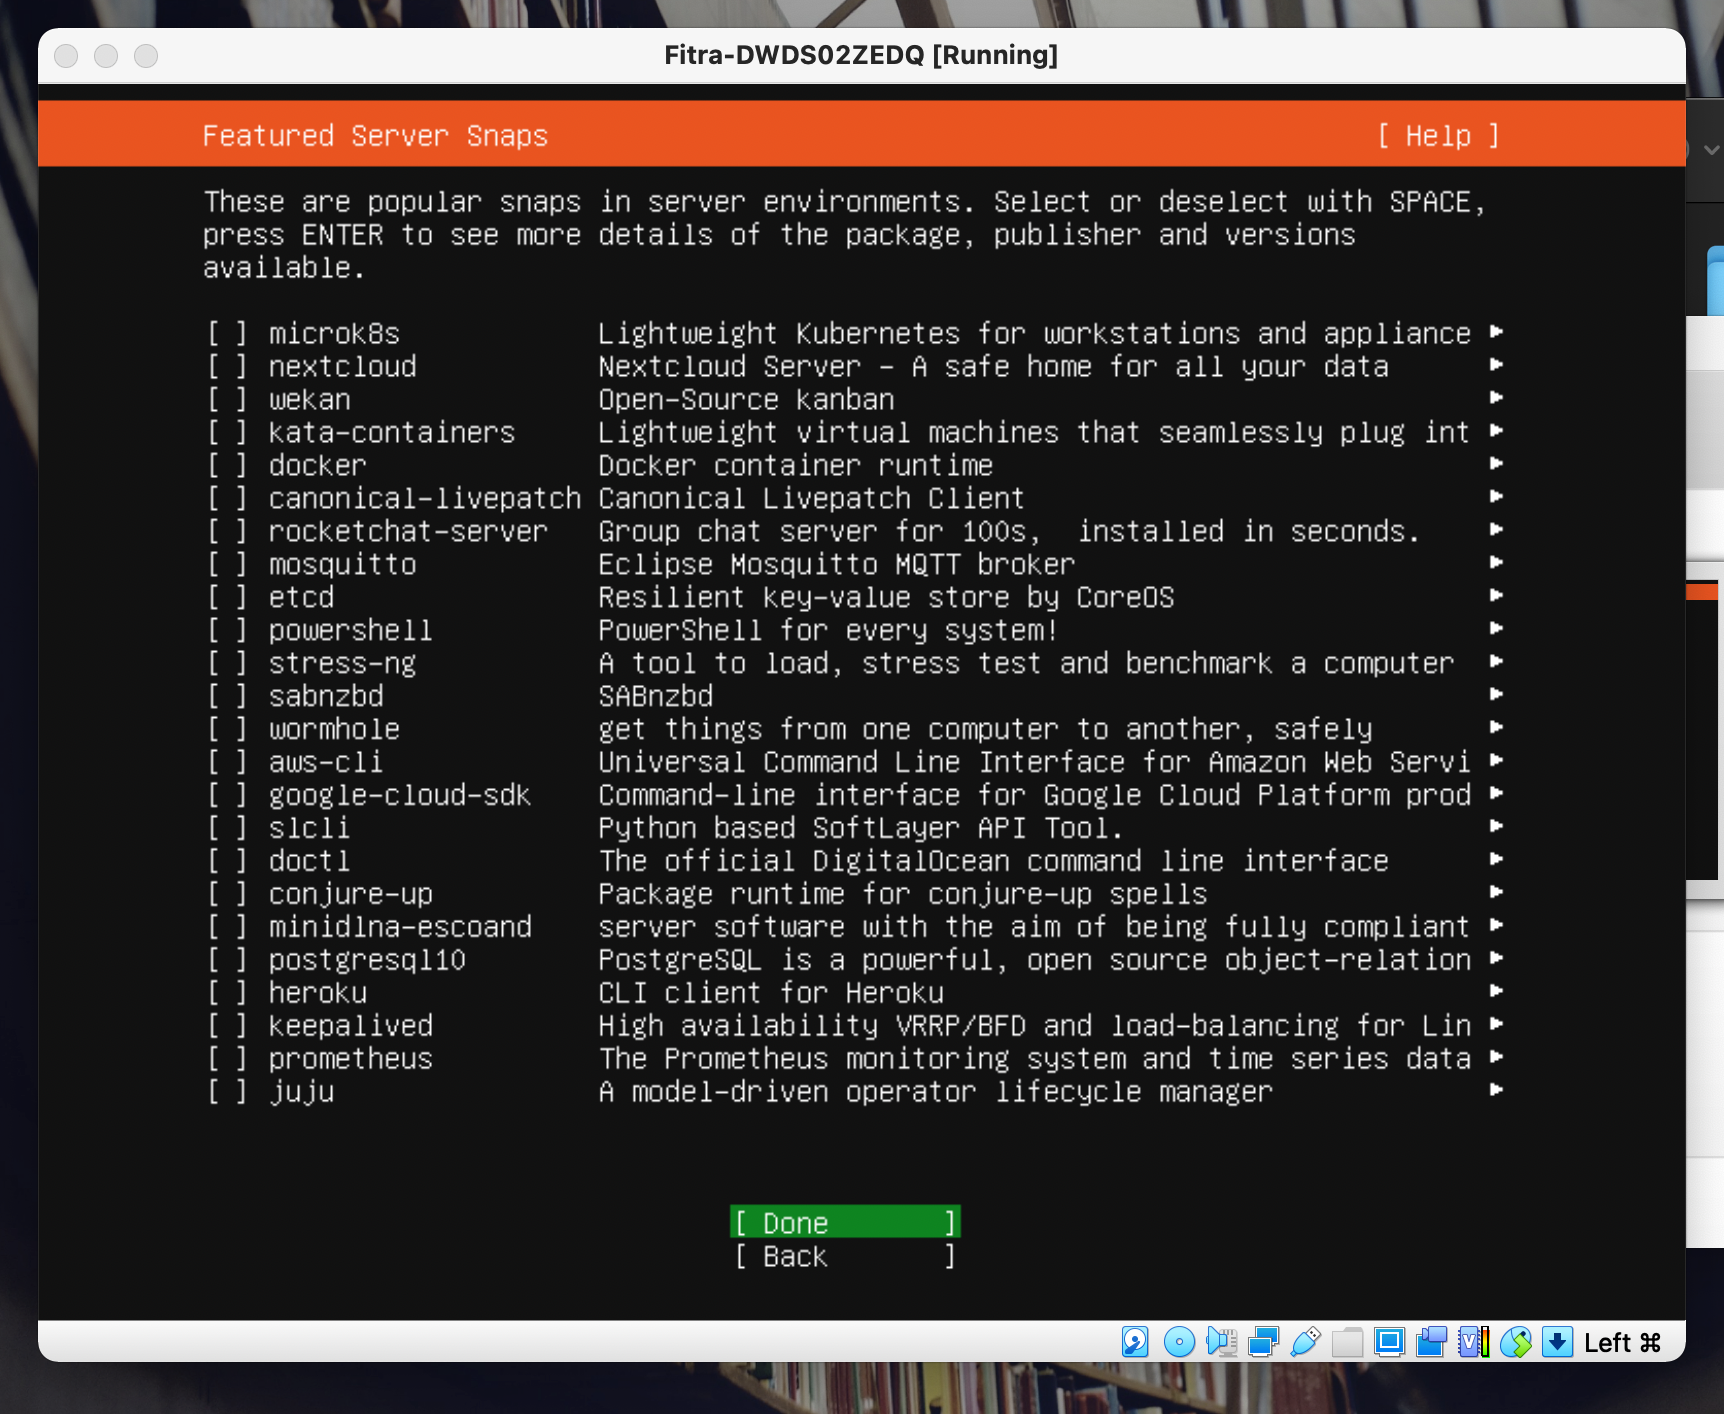 Fitra-DWDS02ZEDQ [Running]
Featured Server Snaps [ Help ]
These are popular snaps in server environments. Select or deselect with SPACE,
press ENTER to see more details of the package, publisher and versions
available.
[ ] microk8s Lightweight Kubernetes for workstations and appliance ▸
[ ] nextcloud Nextcloud Server - A safe home for all your data ▸
[ ] wekan Open-Source kanban ▸
[ ] kata-containers Lightweight virtual machines that seamlessly plug int ▸
[ ] docker Docker container runtime ▸
[ ] canonical-livepatch Canonical Livepatch Client ▸
[ ] rocketchat-server Group chat server for 100s,  installed in seconds. ▸
[ ] mosquitto Eclipse Mosquitto MQTT broker ▸
[ ] etcd Resilient key-value store by CoreOS ▸
[ ] powershell PowerShell for every system! ▸
[ ] stress-ng A tool to load, stress test and benchmark a computer ▸
[ ] sabnzbd SABnzbd ▸
[ ] wormhole get things from one computer to another, safely ▸
[ ] aws-cli Universal Command Line Interface for Amazon Web Servi ▸
[ ] google-cloud-sdk Command-line interface for Google Cloud Platform prod ▸
[ ] slcli Python based SoftLayer API Tool. ▸
[ ] doctl The official DigitalOcean command line interface ▸
[ ] conjure-up Package runtime for conjure-up spells ▸
[ ] minidlna-escoand server software with the aim of being fully compliant ▸
[ ] postgresql10 PostgreSQL is a powerful, open source object-relation ▸
[ ] heroku CLI client for Heroku ▸
[ ] keepalived High availability VRRP/BFD and load-balancing for Lin ▸
[ ] prometheus The Prometheus monitoring system and time series data ▸
[ ] juju A model-driven operator lifecycle manager ▸
[ Done ]
[ Back ]
Left ⌘